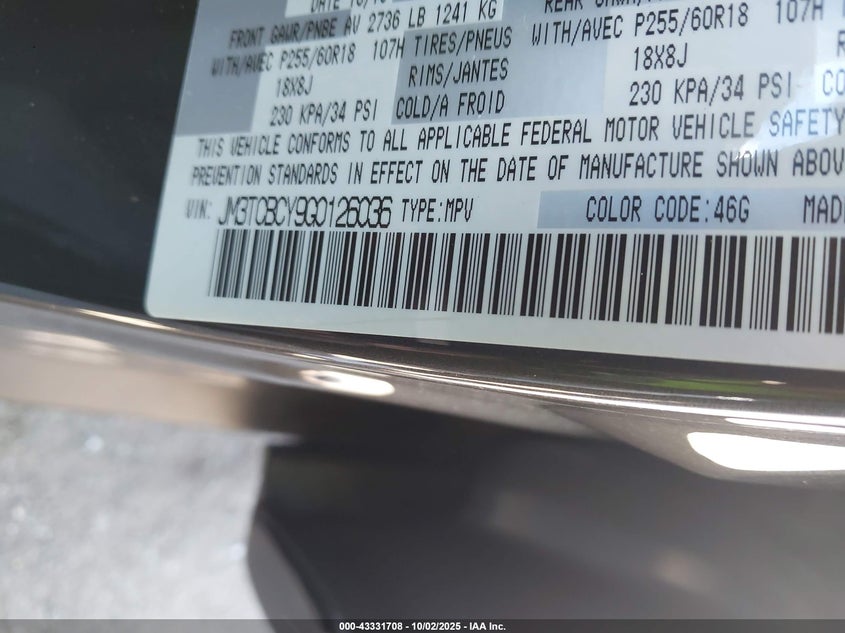 FRONT GAWR/PNBE AV 2736 LB 1241 KG
WITH/AVEC P255/60R18 107H TIRES/PNEUS WITH/AVEC P255/60R18 107H
18X8J RIMS/JANTES 18X8J
230 KPA/34 PSI COLD/A FROID 230 KPA/34 PSI
THIS VEHICLE CONFORMS TO ALL APPLICABLE FEDERAL MOTOR VEHICLE SAFETY
PREVENTION STANDARDS IN EFFECT ON THE DATE OF MANUFACTURE SHOWN ABOV
VIN: JM3TCBCY9G0126036 TYPE:MPV COLOR CODE:46G MAD
000-43331708 - 10/02/2025 - IAA Inc.